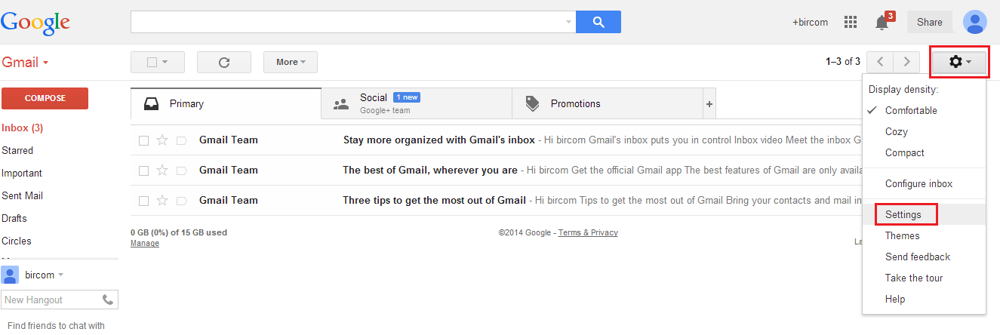 Google
+bircom
3
Share
Gmail
More
1–3 of 3
COMPOSE
Inbox (3)
Starred
Important
Sent Mail
Drafts
Circles
bircom
New Hangout
Find friends to chat with
Primary
Social 1 new
Google+ team
Promotions
+
Gmail Team Stay more organized with Gmail's inbox - Hi bircom Gmail's inbox puts you in control Inbox video Meet the inbox G
Gmail Team The best of Gmail, wherever you are - Hi bircom Get the official Gmail app The best features of Gmail are only availa
Gmail Team Three tips to get the most out of Gmail - Hi bircom Tips to get the most out of Gmail Bring your contacts and mail in
0 GB (0%) of 15 GB used
Manage
©2014 Google - Terms & Privacy
La
Display density:
Comfortable
Cozy
Compact
Configure inbox
Settings
Themes
Send feedback
Take the tour
Help